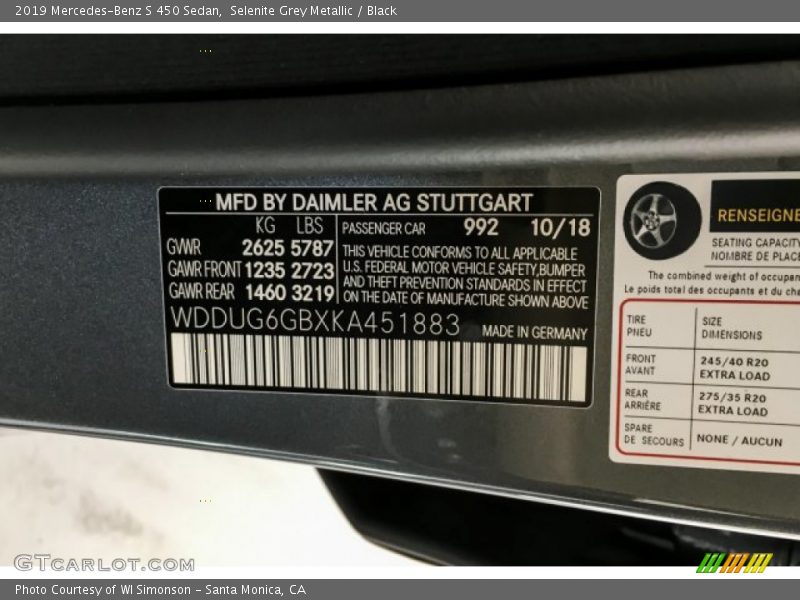 2019 Mercedes-Benz S 450 Sedan, Selenite Grey Metallic / Black
MFD BY DAIMLER AG STUTTGART
KG LBS
GVWR 2625 5787
GAWR FRONT 1235 2723
GAWR REAR 1460 3219
PASSENGER CAR 992 10/18
THIS VEHICLE CONFORMS TO ALL APPLICABLE
U.S. FEDERAL MOTOR VEHICLE SAFETY, BUMPER
AND THEFT PREVENTION STANDARDS IN EFFECT
ON THE DATE OF MANUFACTURE SHOWN ABOVE
WDDUG6GBXKA451883 MADE IN GERMANY
RENSEIGNE
SEATING CAPACITY
NOMBRE DE PLACE
The combined weight of occupan
Le poids total des occupants et du cha
TIRE SIZE
PNEU DIMENSIONS
FRONT 245/40 R20
AVANT EXTRA LOAD
REAR 275/35 R20
ARRIÈRE EXTRA LOAD
SPARE NONE / AUCUN
DE SECOURS
GTCARLOT.COM
Photo Courtesy of WI Simonson - Santa Monica, CA